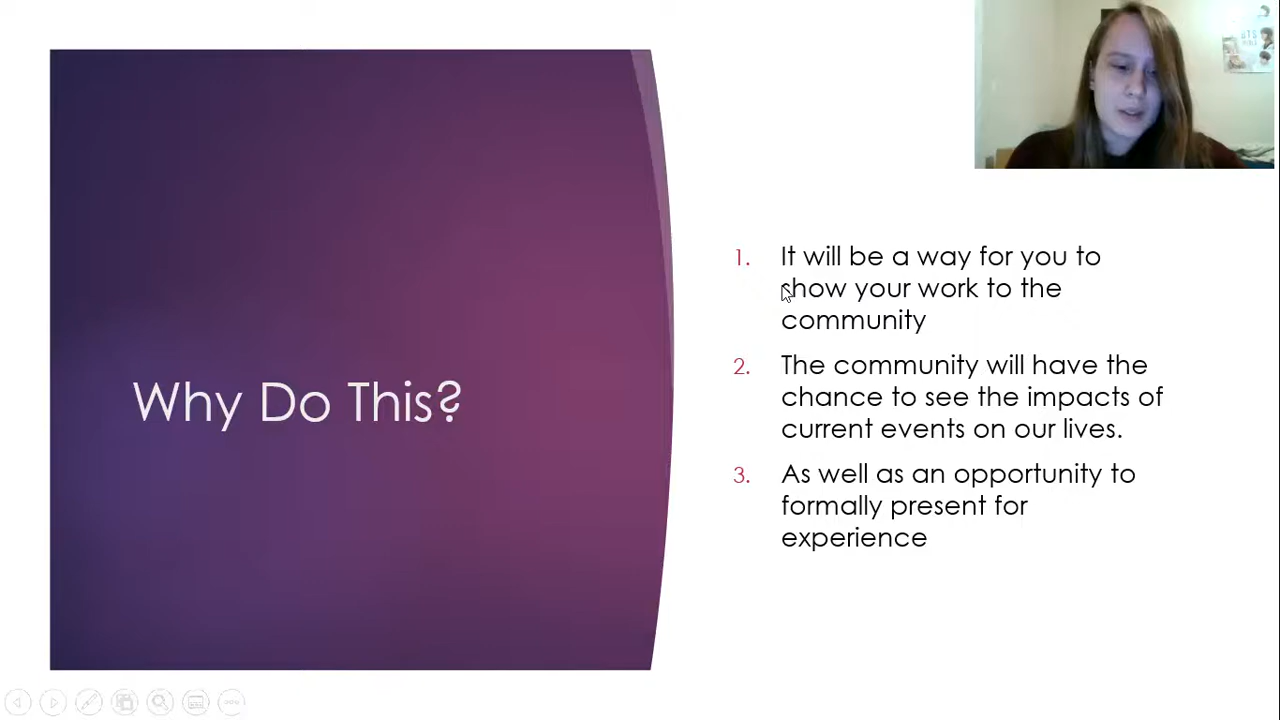 BTS
Why Do This?
1. It will be a way for you to
show your work to the
community
2. The community will have the
chance to see the impacts of
current events on our lives.
3. As well as an opportunity to
formally present for
experience